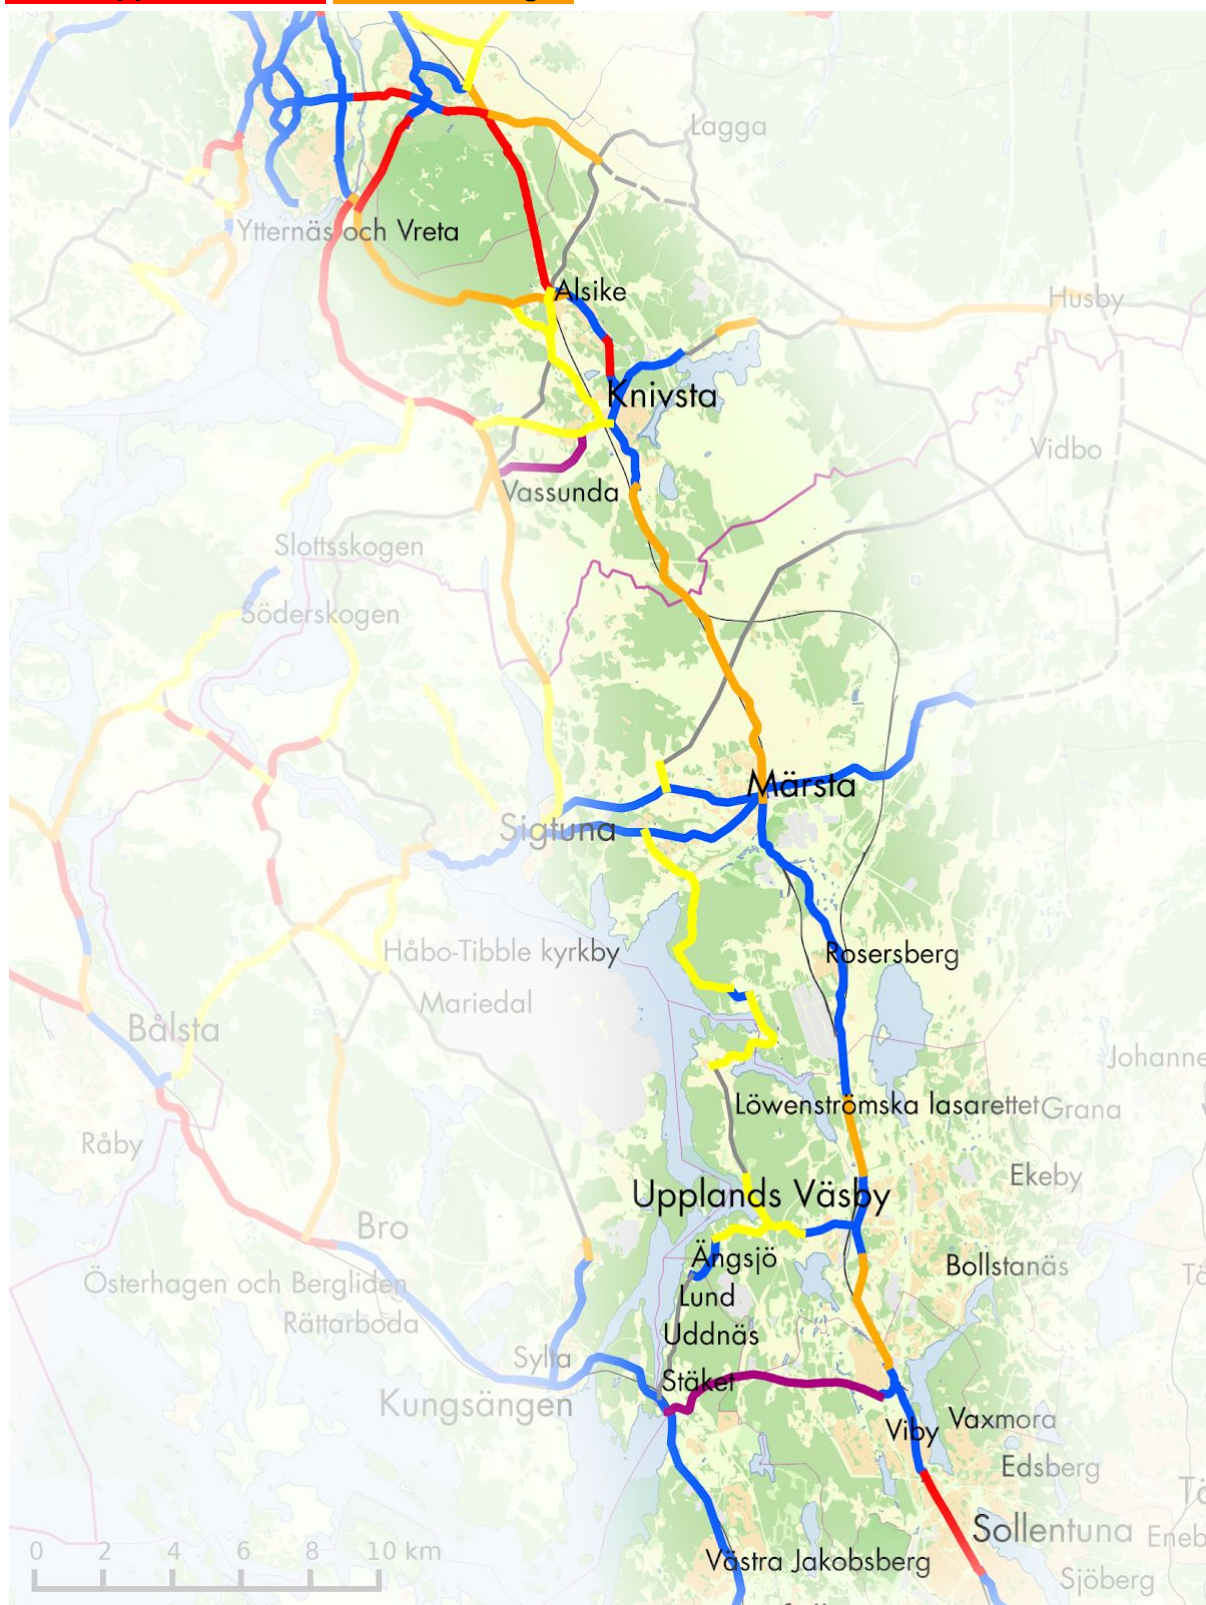 Lagga
Ytternäs och Vreta
Alsike
Husby
Knivsta
Vidbo
Vassunda
Slottsskogen
Söderskogen
Märsta
Sigtuna
Håbo-Tibble kyrkby
Rosersberg
Mariedal
Bålsta
Johanne
Löwenströmska lasarettet
Grana
Råby
Ekeby
Upplands Väsby
Bro
Ängsjö
Bollstanäs
Österhagen och Bergliden
Lund
Rättarboda
Uddnäs
Sylta
Stäket
Kungsängen
Viby
Vaxmora
Edsberg
Sollentuna
Eneb
Västra Jakobsberg
Sjöberg
0 2 4 6 8 10 km